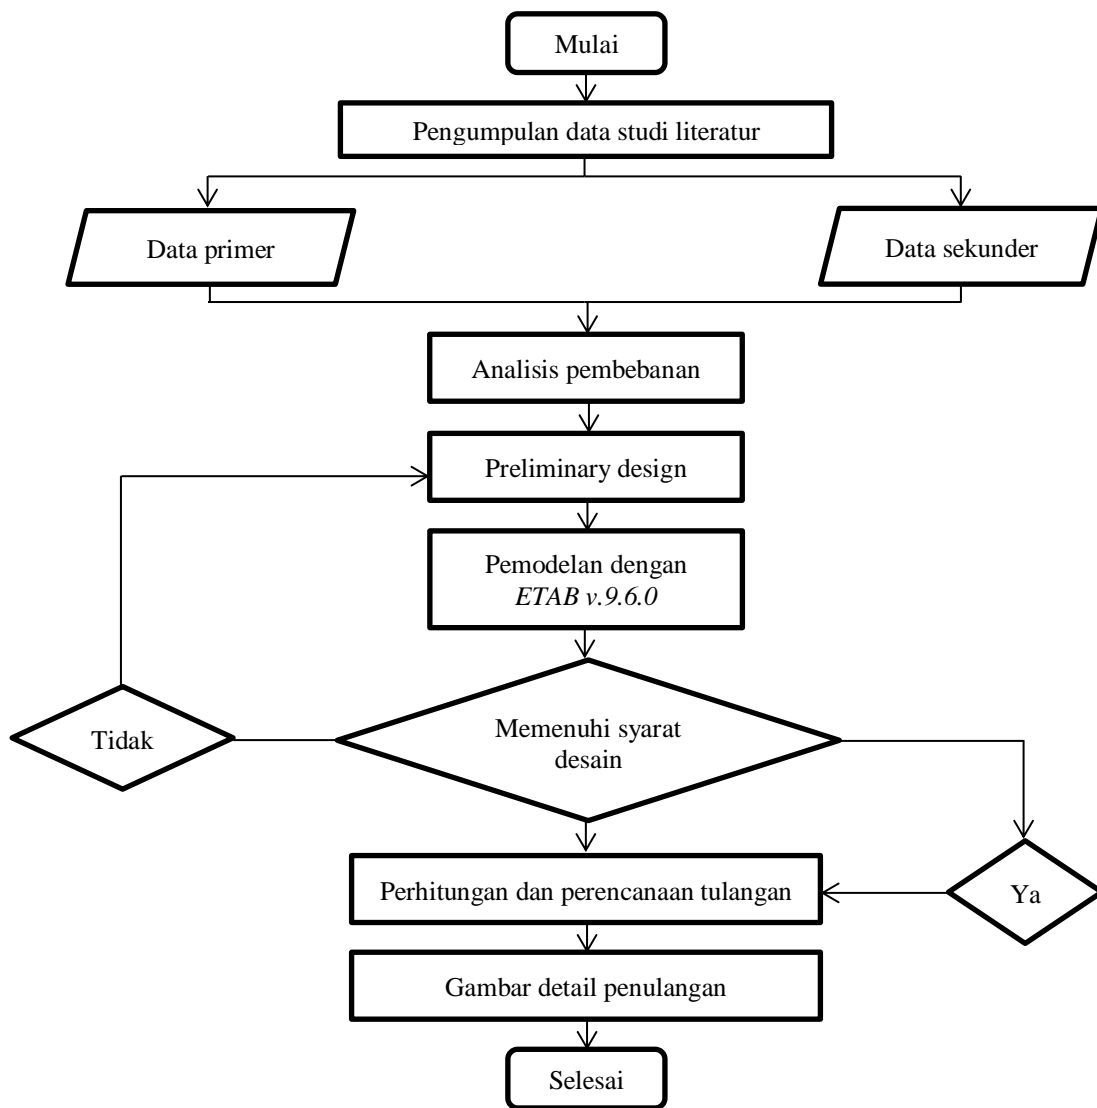 Mulai
Pengumpulan data studi literatur
Data primer
Data sekunder
Analisis pembebanan
Preliminary design
Pemodelan dengan
ETAB v.9.6.0
Tidak
Memenuhi syarat
desain
Perhitungan dan perencanaan tulangan
Ya
Gambar detail penulangan
Selesai